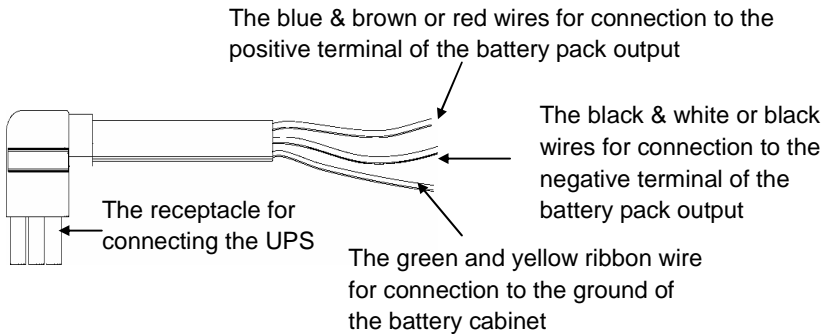 The blue & brown or red wires for connection to the
positive terminal of the battery pack output
The black & white or black
wires for connection to the
negative terminal of the
battery pack output
The receptacle for
connecting the UPS
The green and yellow ribbon wire
for connection to the ground of
the battery cabinet